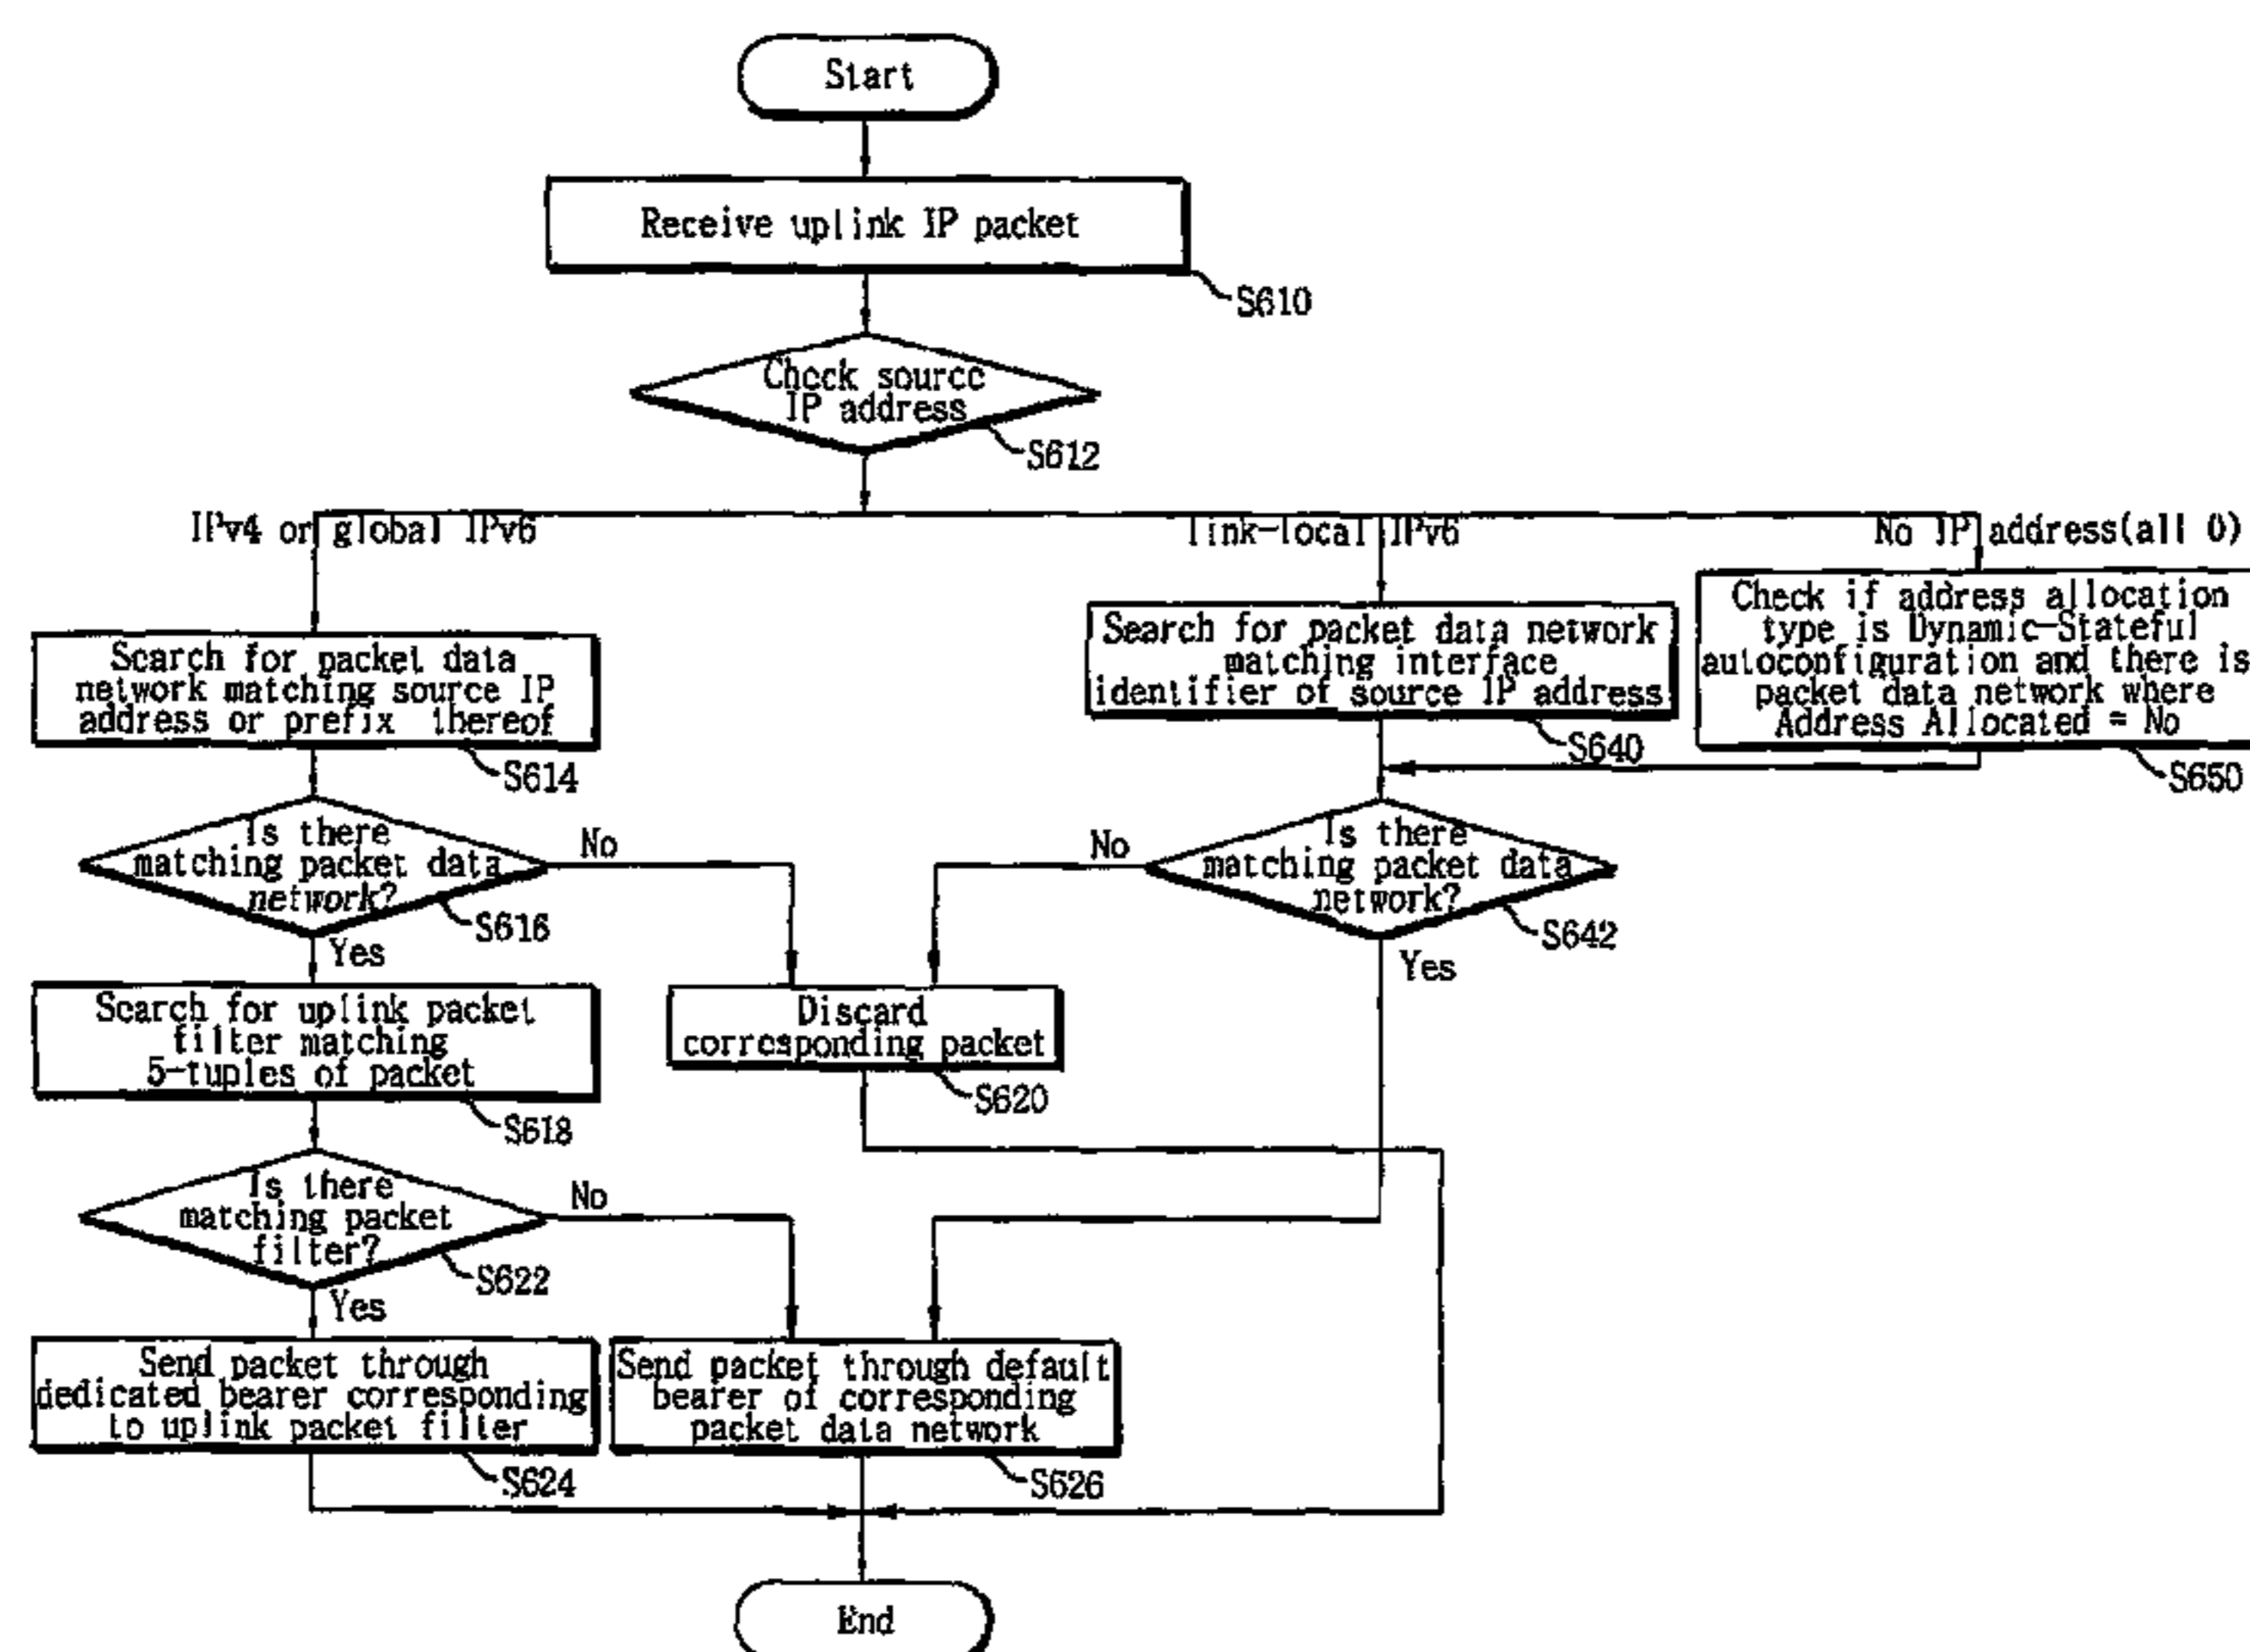 Start
Receive uplink IP packet
S610
Check source
IP address
S612
IPv4 or global IPv6
link-local IPv6
No IP address(all 0)
Search for packet data
network matching source IP
address or prefix thereof
S614
Search for packet data network
matching interface
identifier of source IP address
S640
Check if address allocation
type is Dynamic-Stateful
autoconfiguration and there is
packet data network where
Address Allocated = No
S650
Is there
matching packet data
network?
S616
No
Yes
Is there
matching packet data
network?
S642
No
Yes
Search for uplink packet
filter matching
5-tuples of packet
S618
Discard
corresponding packet
S620
Is there
matching packet
filter?
S622
No
Yes
Send packet through
dedicated bearer corresponding
to uplink packet filter
S624
Send packet through default
bearer of corresponding
packet data network
S626
End